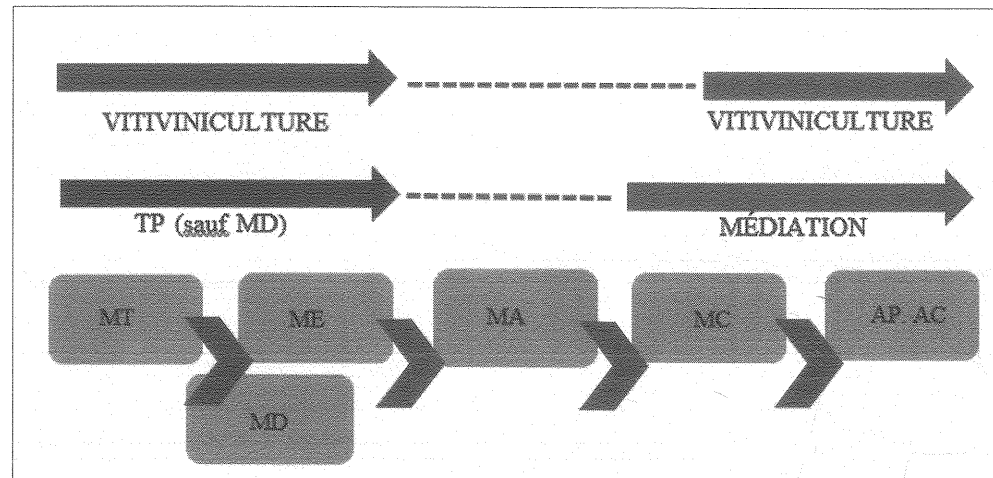 VITIVINICULTURE VITIVINICULTURE
TP (sauf MD) MÉDIATION
MT ME MA MC AP. AC
MD